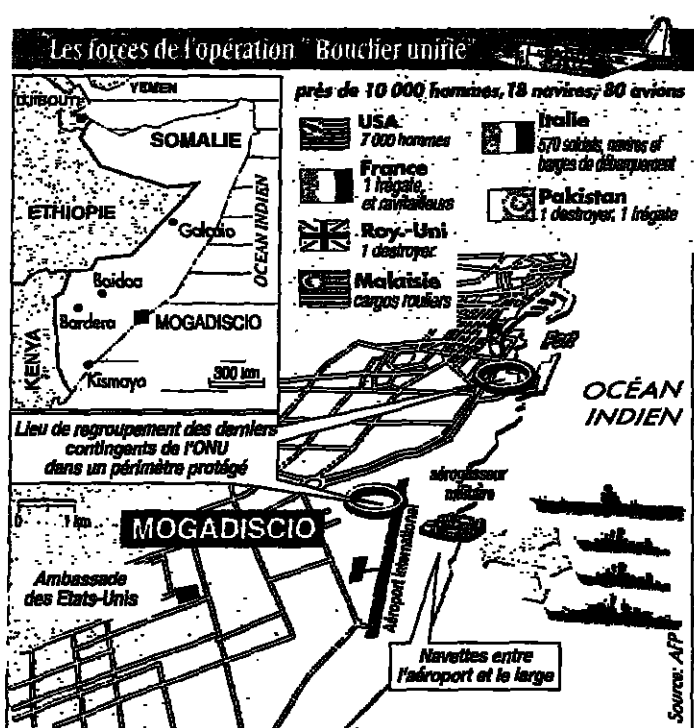 Les forces de l'opération "Bouclier unifié"
près de 10 000 hommes, 18 navires, 80 avions
USA
7 000 hommes
France
1 frégate
et ravitailleurs
Roy.-Uni
1 destroyer
Malaisie
cargos rouliers
Italie
570 soldats, navires et
barges de débarquement
Pakistan
1 destroyer, 1 frégate
YEMEN
DJIBOUTI
SOMALIE
ETHIOPIE
Galcaio
OCEAN INDIEN
Baidoa
Bardera
MOGADISCIO
KENYA
Kismayo
300 km
Port
OCÉAN
INDIEN
Lieu de regroupement des derniers
contingents de l'ONU
dans un périmètre protégé
aéroglisseur
militaire
0 1 km
MOGADISCIO
Aéroport international
Ambassade
des Etats-Unis
Navettes entre
l'aéroport et le large
Source: AFP